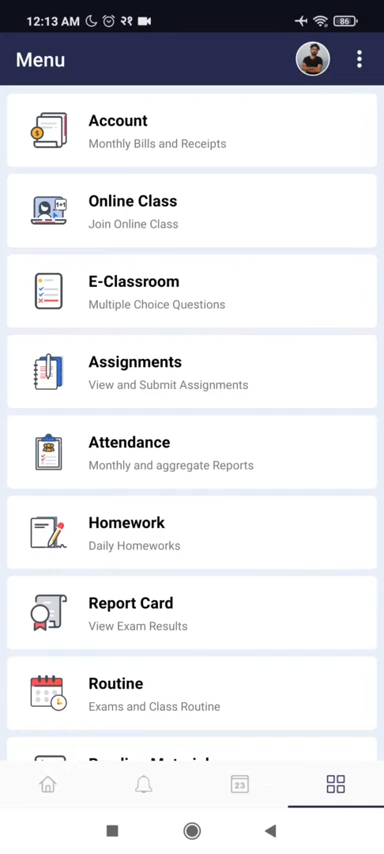 12:13 AM २१ 86
Menu
Account
Monthly Bills and Receipts
Online Class
Join Online Class
E-Classroom
Multiple Choice Questions
Assignments
View and Submit Assignments
Attendance
Monthly and aggregate Reports
Homework
Daily Homeworks
Report Card
View Exam Results
Routine
Exams and Class Routine
23